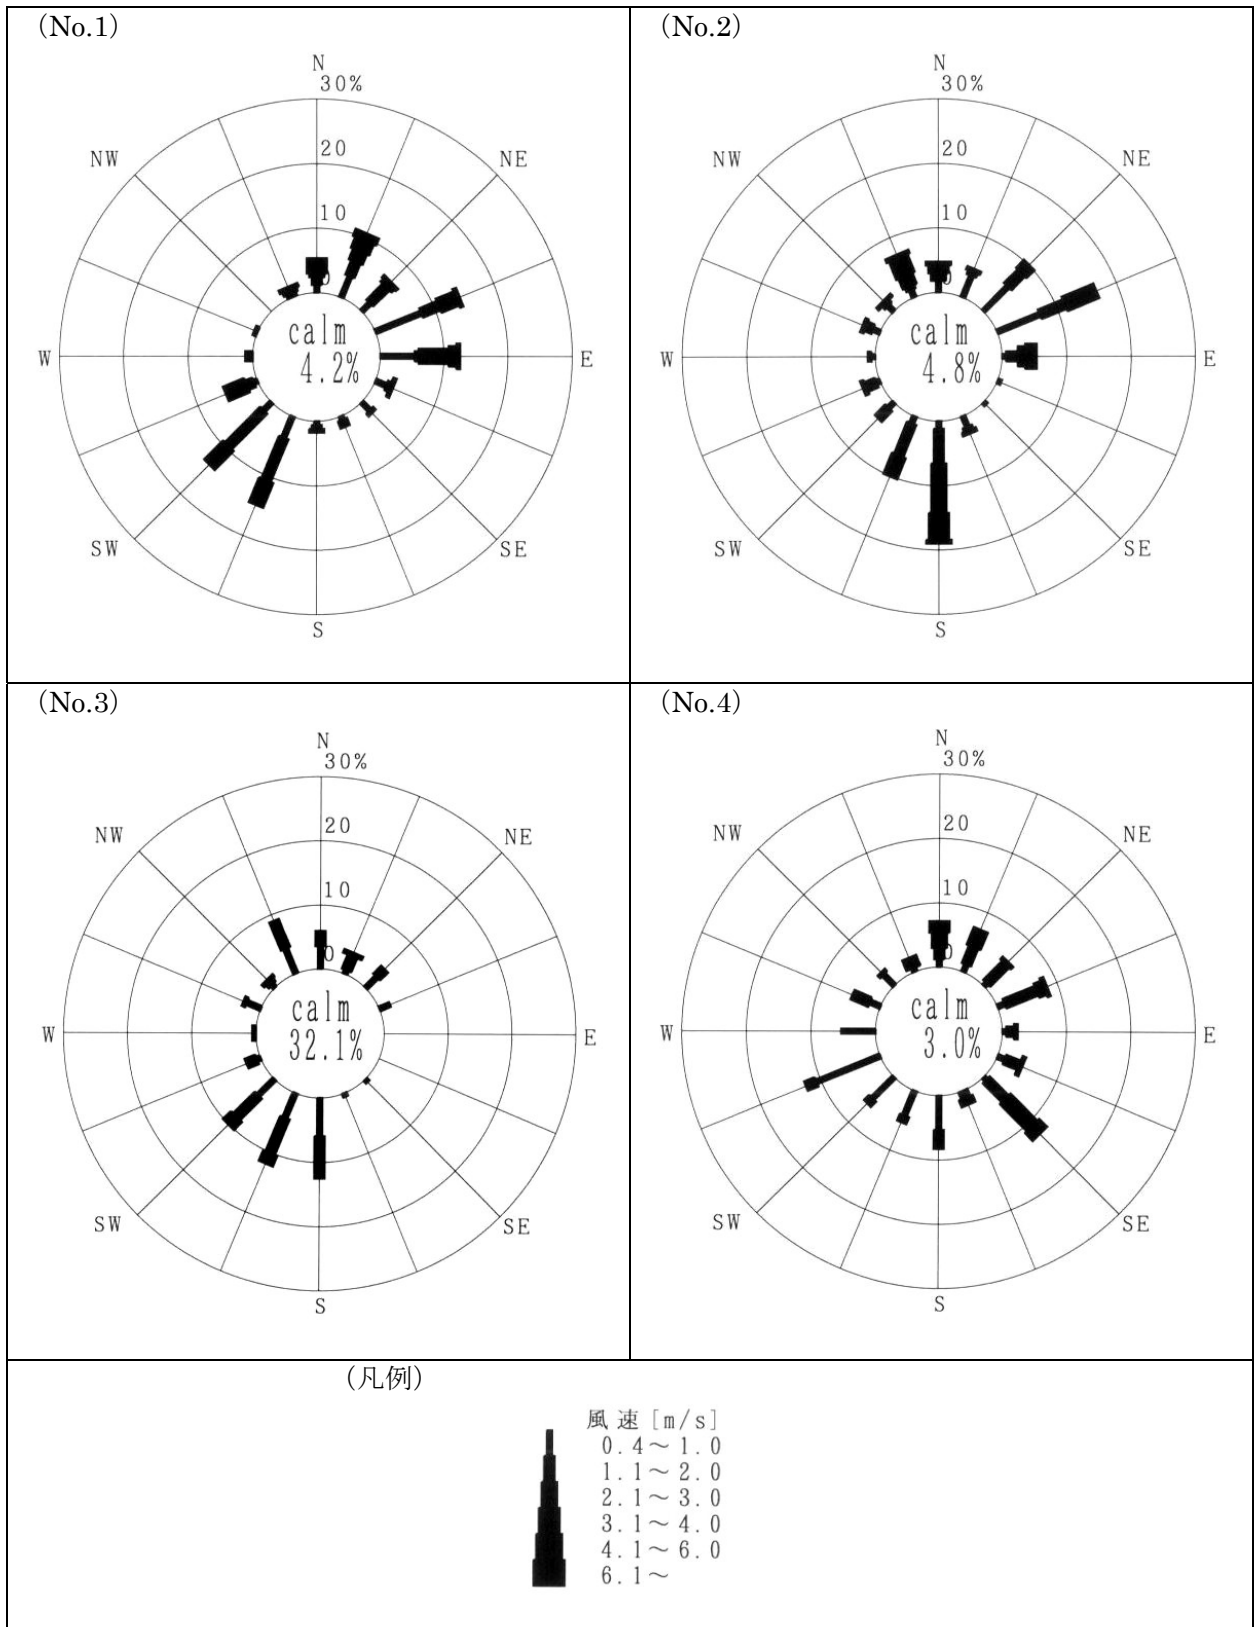 (No.1)
N
30%
NW
20
NE
10
0
calm
4.2%
W
E
SW
SE
S
(No.2)
N
30%
NW
20
NE
10
0
calm
4.8%
W
E
SW
SE
S
(No.3)
N
30%
NW
20
NE
10
0
calm
32.1%
W
E
SW
SE
S
(No.4)
N
30%
NW
20
NE
10
0
calm
3.0%
W
E
SW
SE
S
(凡例)
風 速 [m/s]
0.4～1.0
1.1～2.0
2.1～3.0
3.1～4.0
4.1～6.0
6.1～